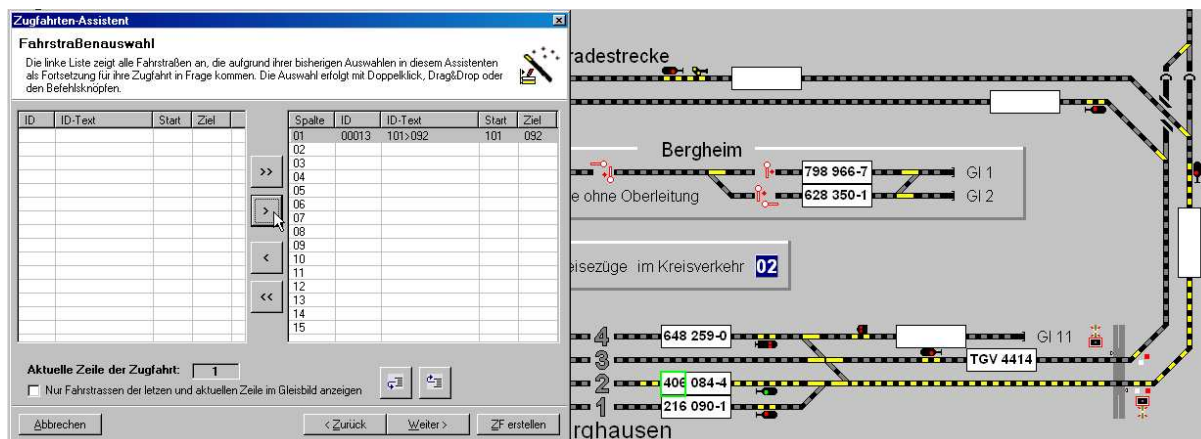 Zugfahrten-Assistent
Fahrstraßenauswahl
Die linke Liste zeigt alle Fahrstraßen an, die aufgrund ihrer bisherigen Auswahlen in diesem Assistenten
als Fortsetzung für ihre Zugfahrt in Frage kommen. Die Auswahl erfolgt mit Doppelklick, Drag&Drop oder
den Befehlsknöpfen.
ID ID-Text Start Ziel
Spalte ID ID-Text Start Ziel
01 00013 101>092 101 092
02
03
04
05
06
07
08
09
10
11
12
13
14
15
>>
>
<
<<
Aktuelle Zeile der Zugfahrt: 1
Nur Fahrstrassen der letzen und aktuellen Zeile im Gleisbild anzeigen
Abbrechen
< Zurück
Weiter >
ZF erstellen
radestrecke
Bergheim
798 966-7 Gl 1
e ohne Oberleitung 628 350-1 Gl 2
eisezüge im Kreisverkehr 02
4 648 259-0 Gl 11
3 TGV 4414
2 406 084-4
1 216 090-1
rghausen